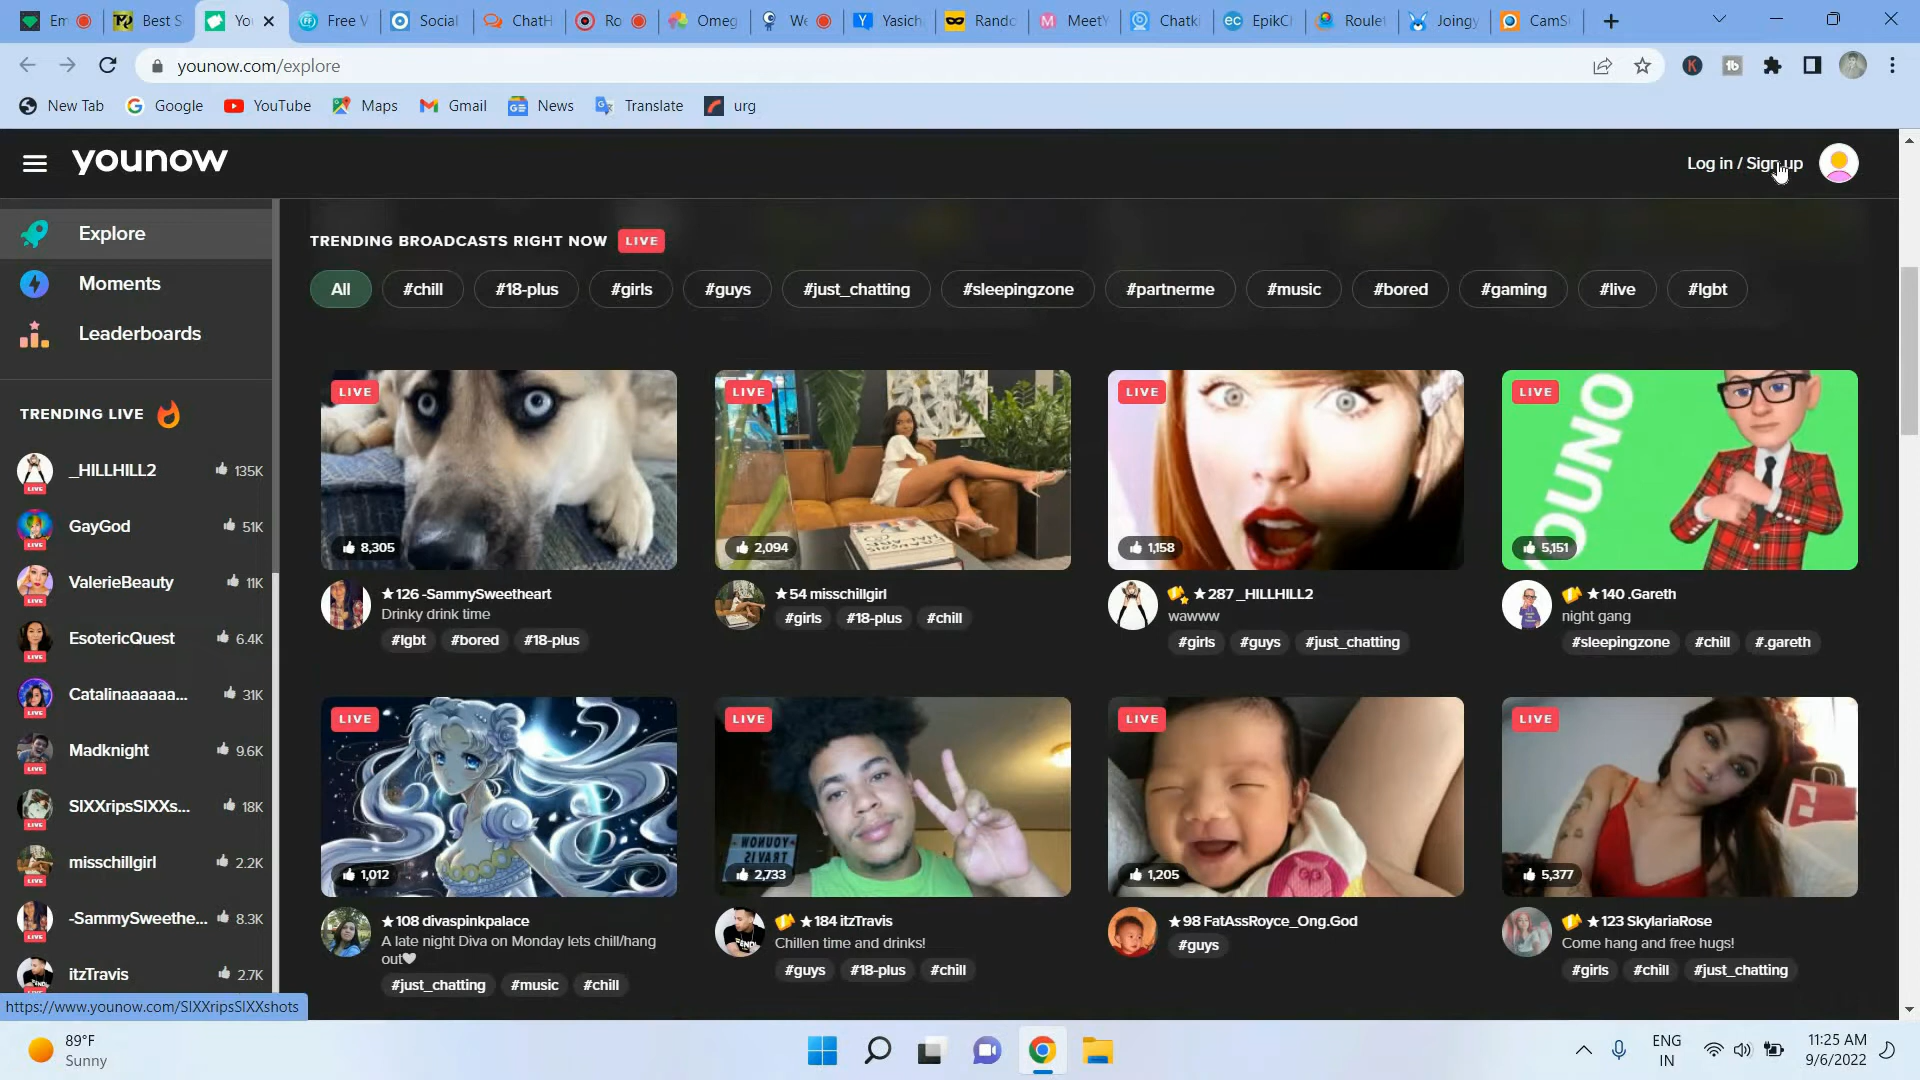 Em
Best S
You
Free V
Social
ChatH
Ro
Omeg
We
Yasich
Rando
MeetY
Chatki
EpikCh
Roulet
Joingy
CamSu
younow.com/explore
New Tab
Google
YouTube
Maps
Gmail
News
Translate
urg
younow
Log in / Sign up
Explore
Moments
Leaderboards
TRENDING LIVE
_HILLHILL2 135K
GayGod 51K
ValerieBeauty 11K
EsotericQuest 6.4K
Catalinaaaaaa... 31K
Madknight 9.6K
SIXXripsSIXXs... 18K
misschillgirl 2.2K
-SammySweethe... 8.3K
itzTravis 2.7K
https://www.younow.com/SIXXripsSIXXshots
TRENDING BROADCASTS RIGHT NOW LIVE
All #chill #18-plus #girls #guys #just_chatting #sleepingzone #partnerme #music #bored #gaming #live #lgbt
LIVE
8,305
★126 -SammySweetheart
Drinky drink time
#lgbt #bored #18-plus
LIVE
2,094
★54 misschillgirl
#girls #18-plus #chill
LIVE
1,158
★287 _HILLHILL2
wawww
#girls #guys #just_chatting
LIVE
YOUNO
5,151
★140 .Gareth
night gang
#sleepingzone #chill #.gareth
LIVE
1,012
★108 divaspinkpalace
A late night Diva on Monday lets chill/hang
out🤍
#just_chatting #music #chill
LIVE
2,733
★184 itzTravis
Chillen time and drinks!
#guys #18-plus #chill
LIVE
1,205
★98 FatAssRoyce_Ong.God
#guys
LIVE
5,377
★123 SkylariaRose
Come hang and free hugs!
#girls #chill #just_chatting
89°F
Sunny
ENG
IN
11:25 AM
9/6/2022